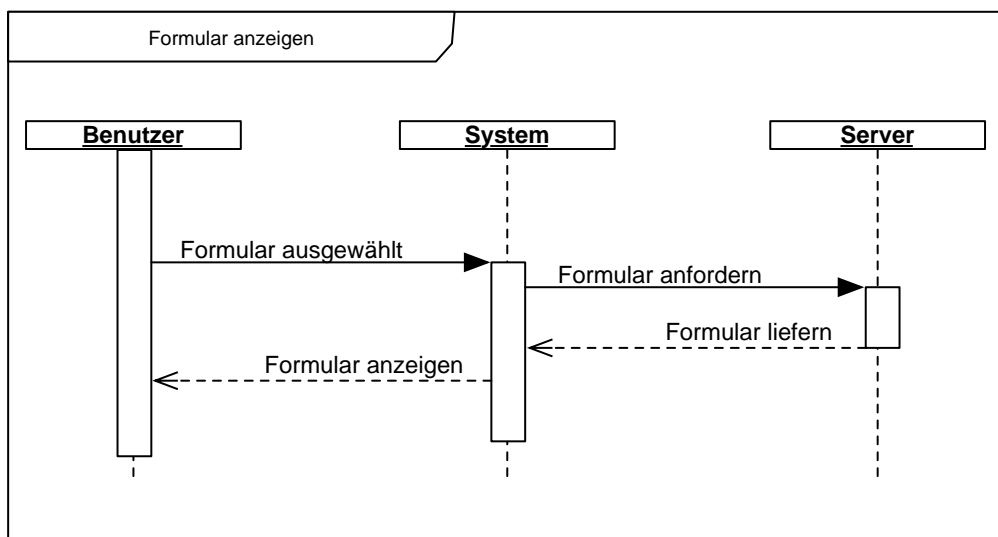 Formular anzeigen
Benutzer
System
Server
Formular ausgewählt
Formular anfordern
Formular liefern
Formular anzeigen